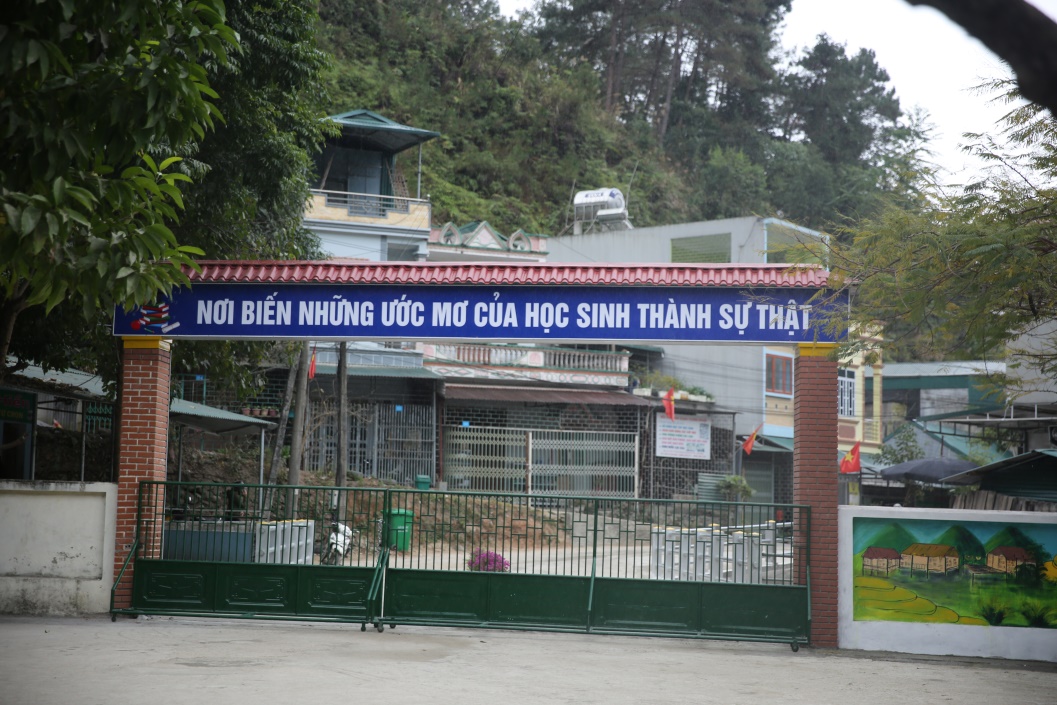 NƠI BIẾN NHỮNG ƯỚC MƠ CỦA HỌC SINH THÀNH SỰ THẬT